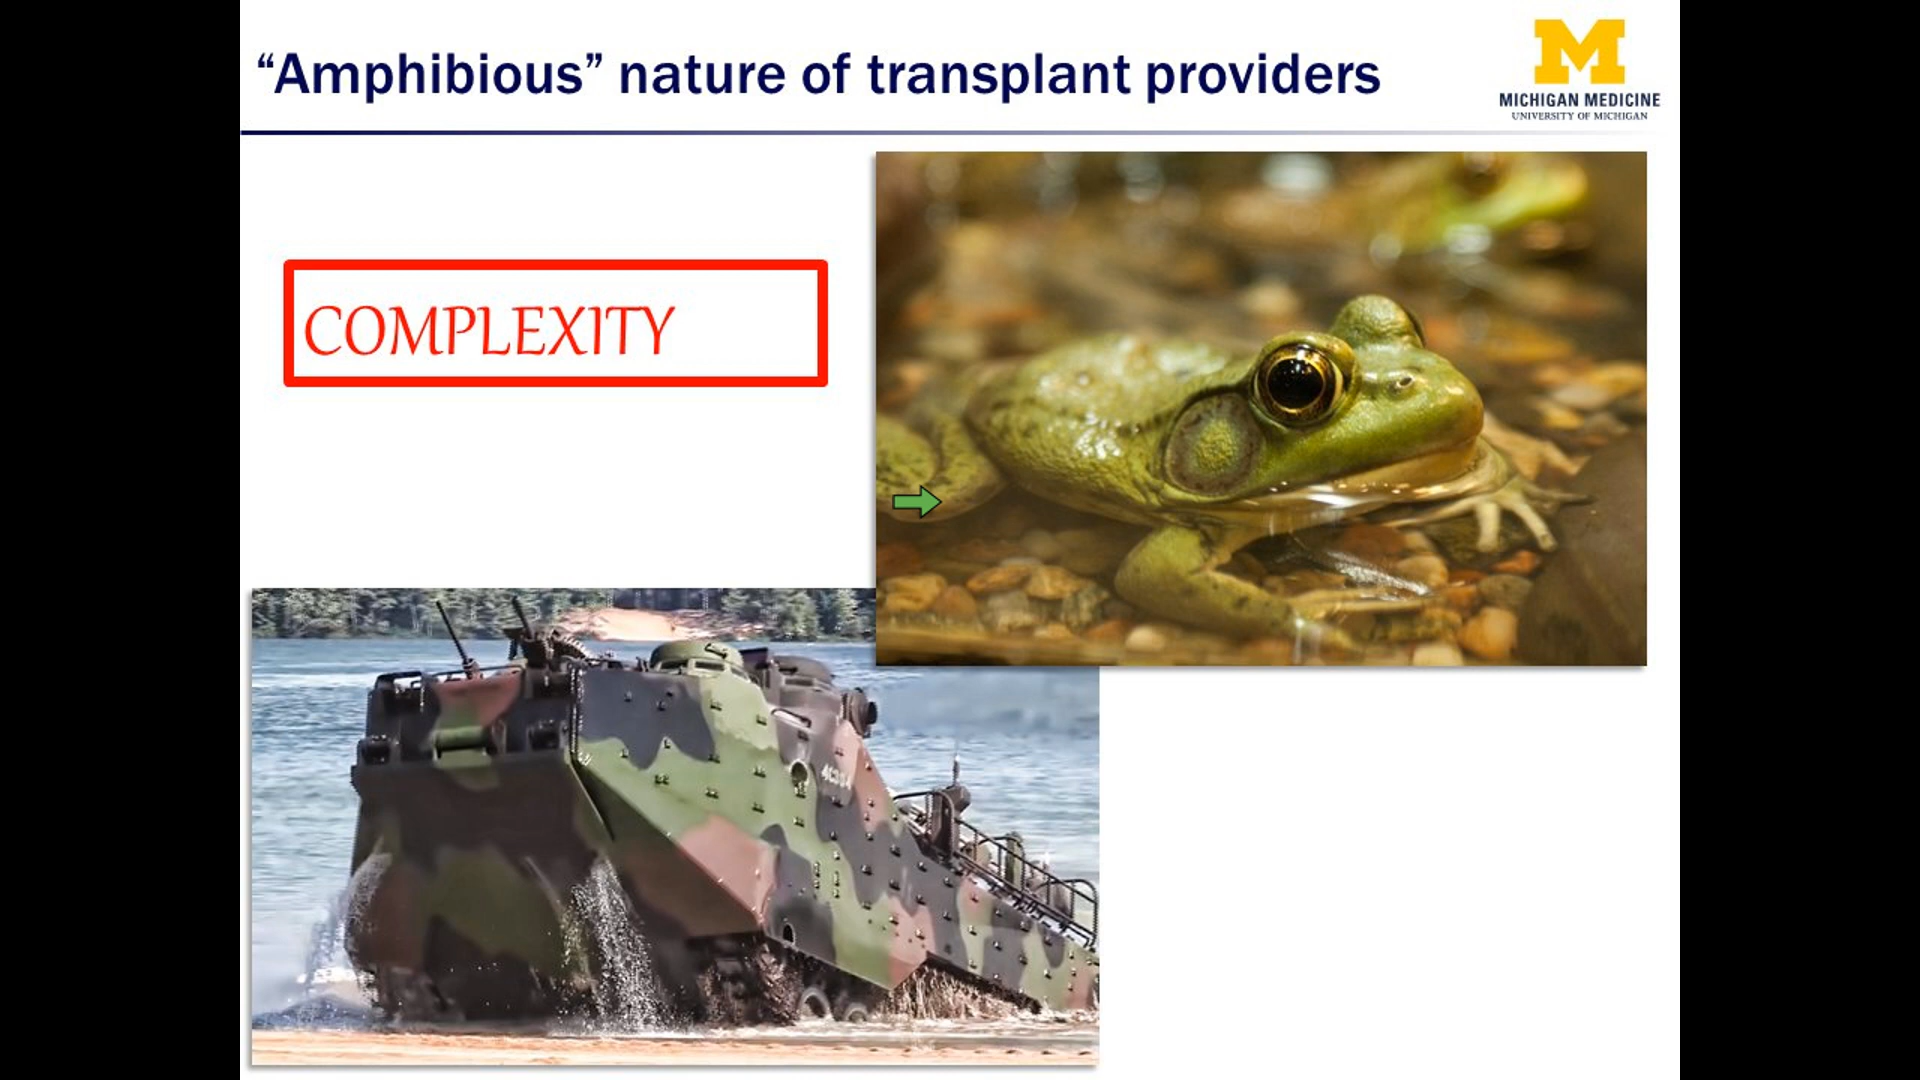 “Amphibious” nature of transplant providers
MICHIGAN MEDICINE
UNIVERSITY OF MICHIGAN
COMPLEXITY